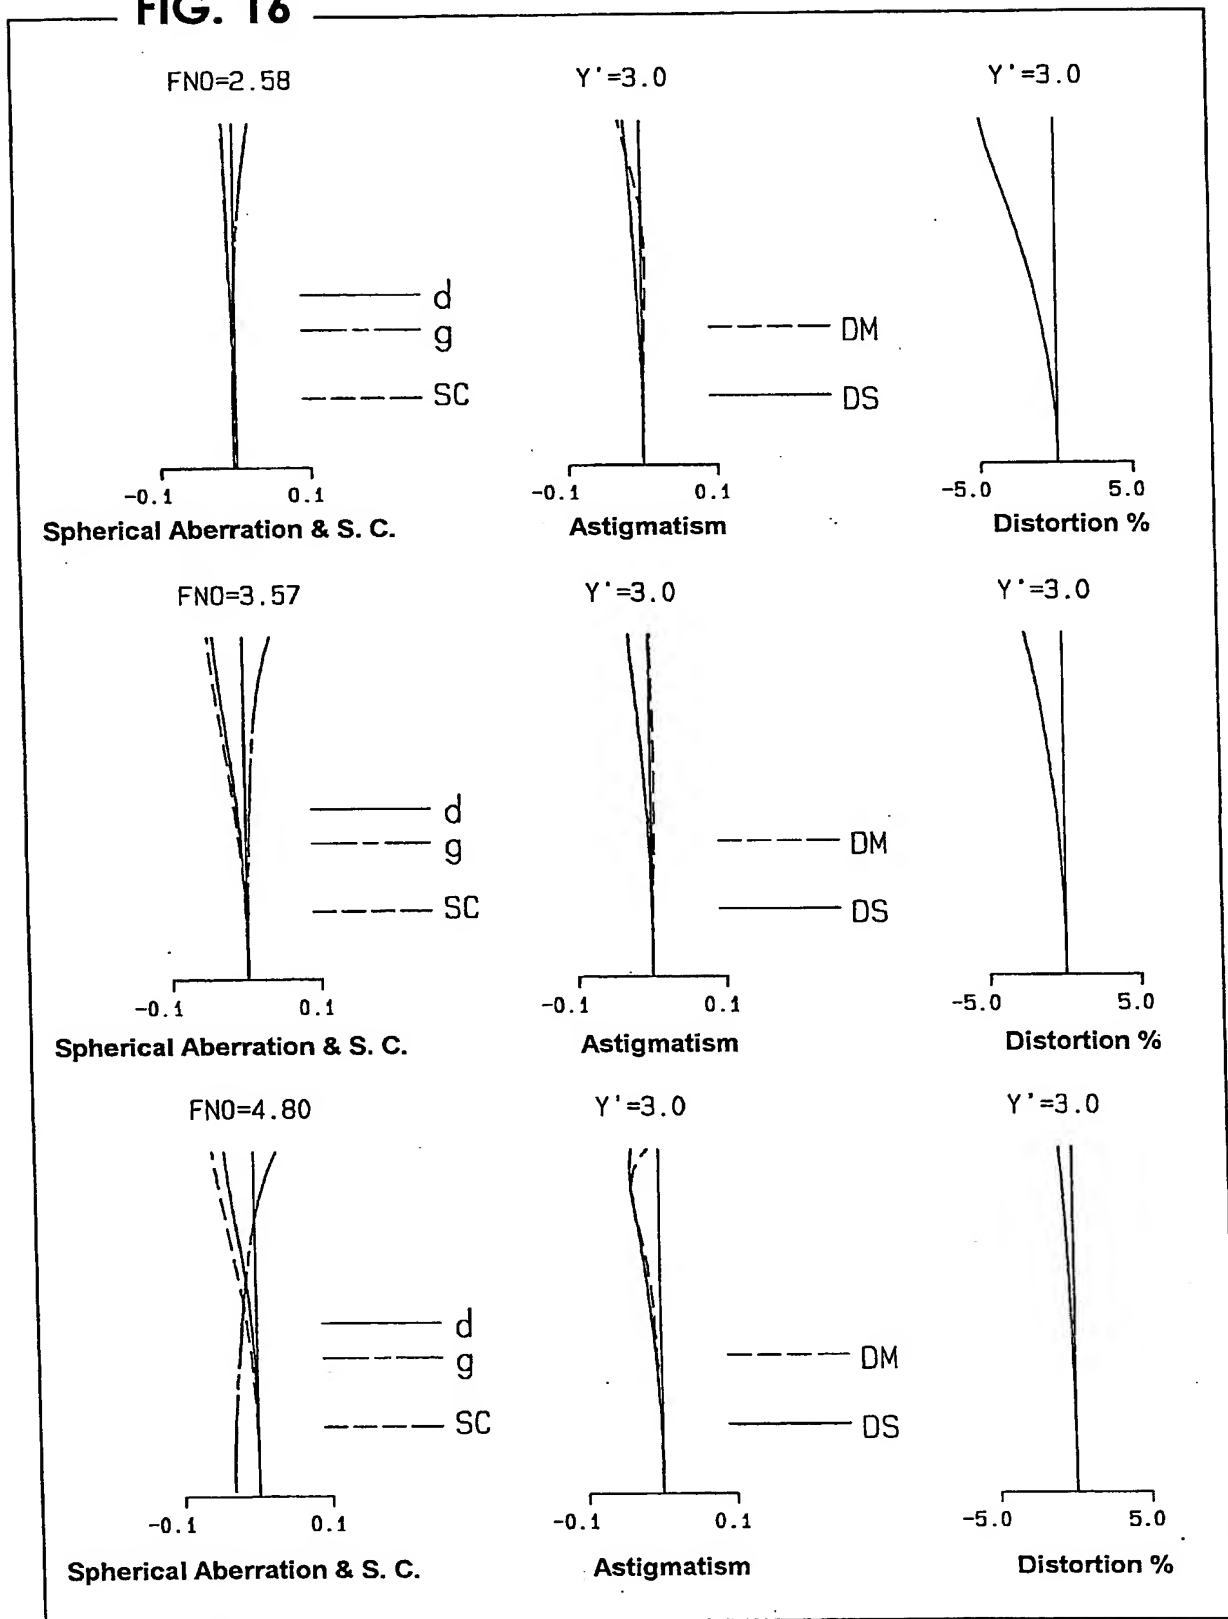 FIG. 16
FNO=2.58
Y'=3.0
Y'=3.0
d
g
SC
DM
DS
-0.1 0.1
-0.1 0.1
-5.0 5.0
Spherical Aberration & S. C.
Astigmatism
Distortion %
FNO=3.57
Y'=3.0
Y'=3.0
d
g
SC
DM
DS
-0.1 0.1
-0.1 0.1
-5.0 5.0
Spherical Aberration & S. C.
Astigmatism
Distortion %
FNO=4.80
Y'=3.0
Y'=3.0
d
g
SC
DM
DS
-0.1 0.1
-0.1 0.1
-5.0 5.0
Spherical Aberration & S. C.
Astigmatism
Distortion %